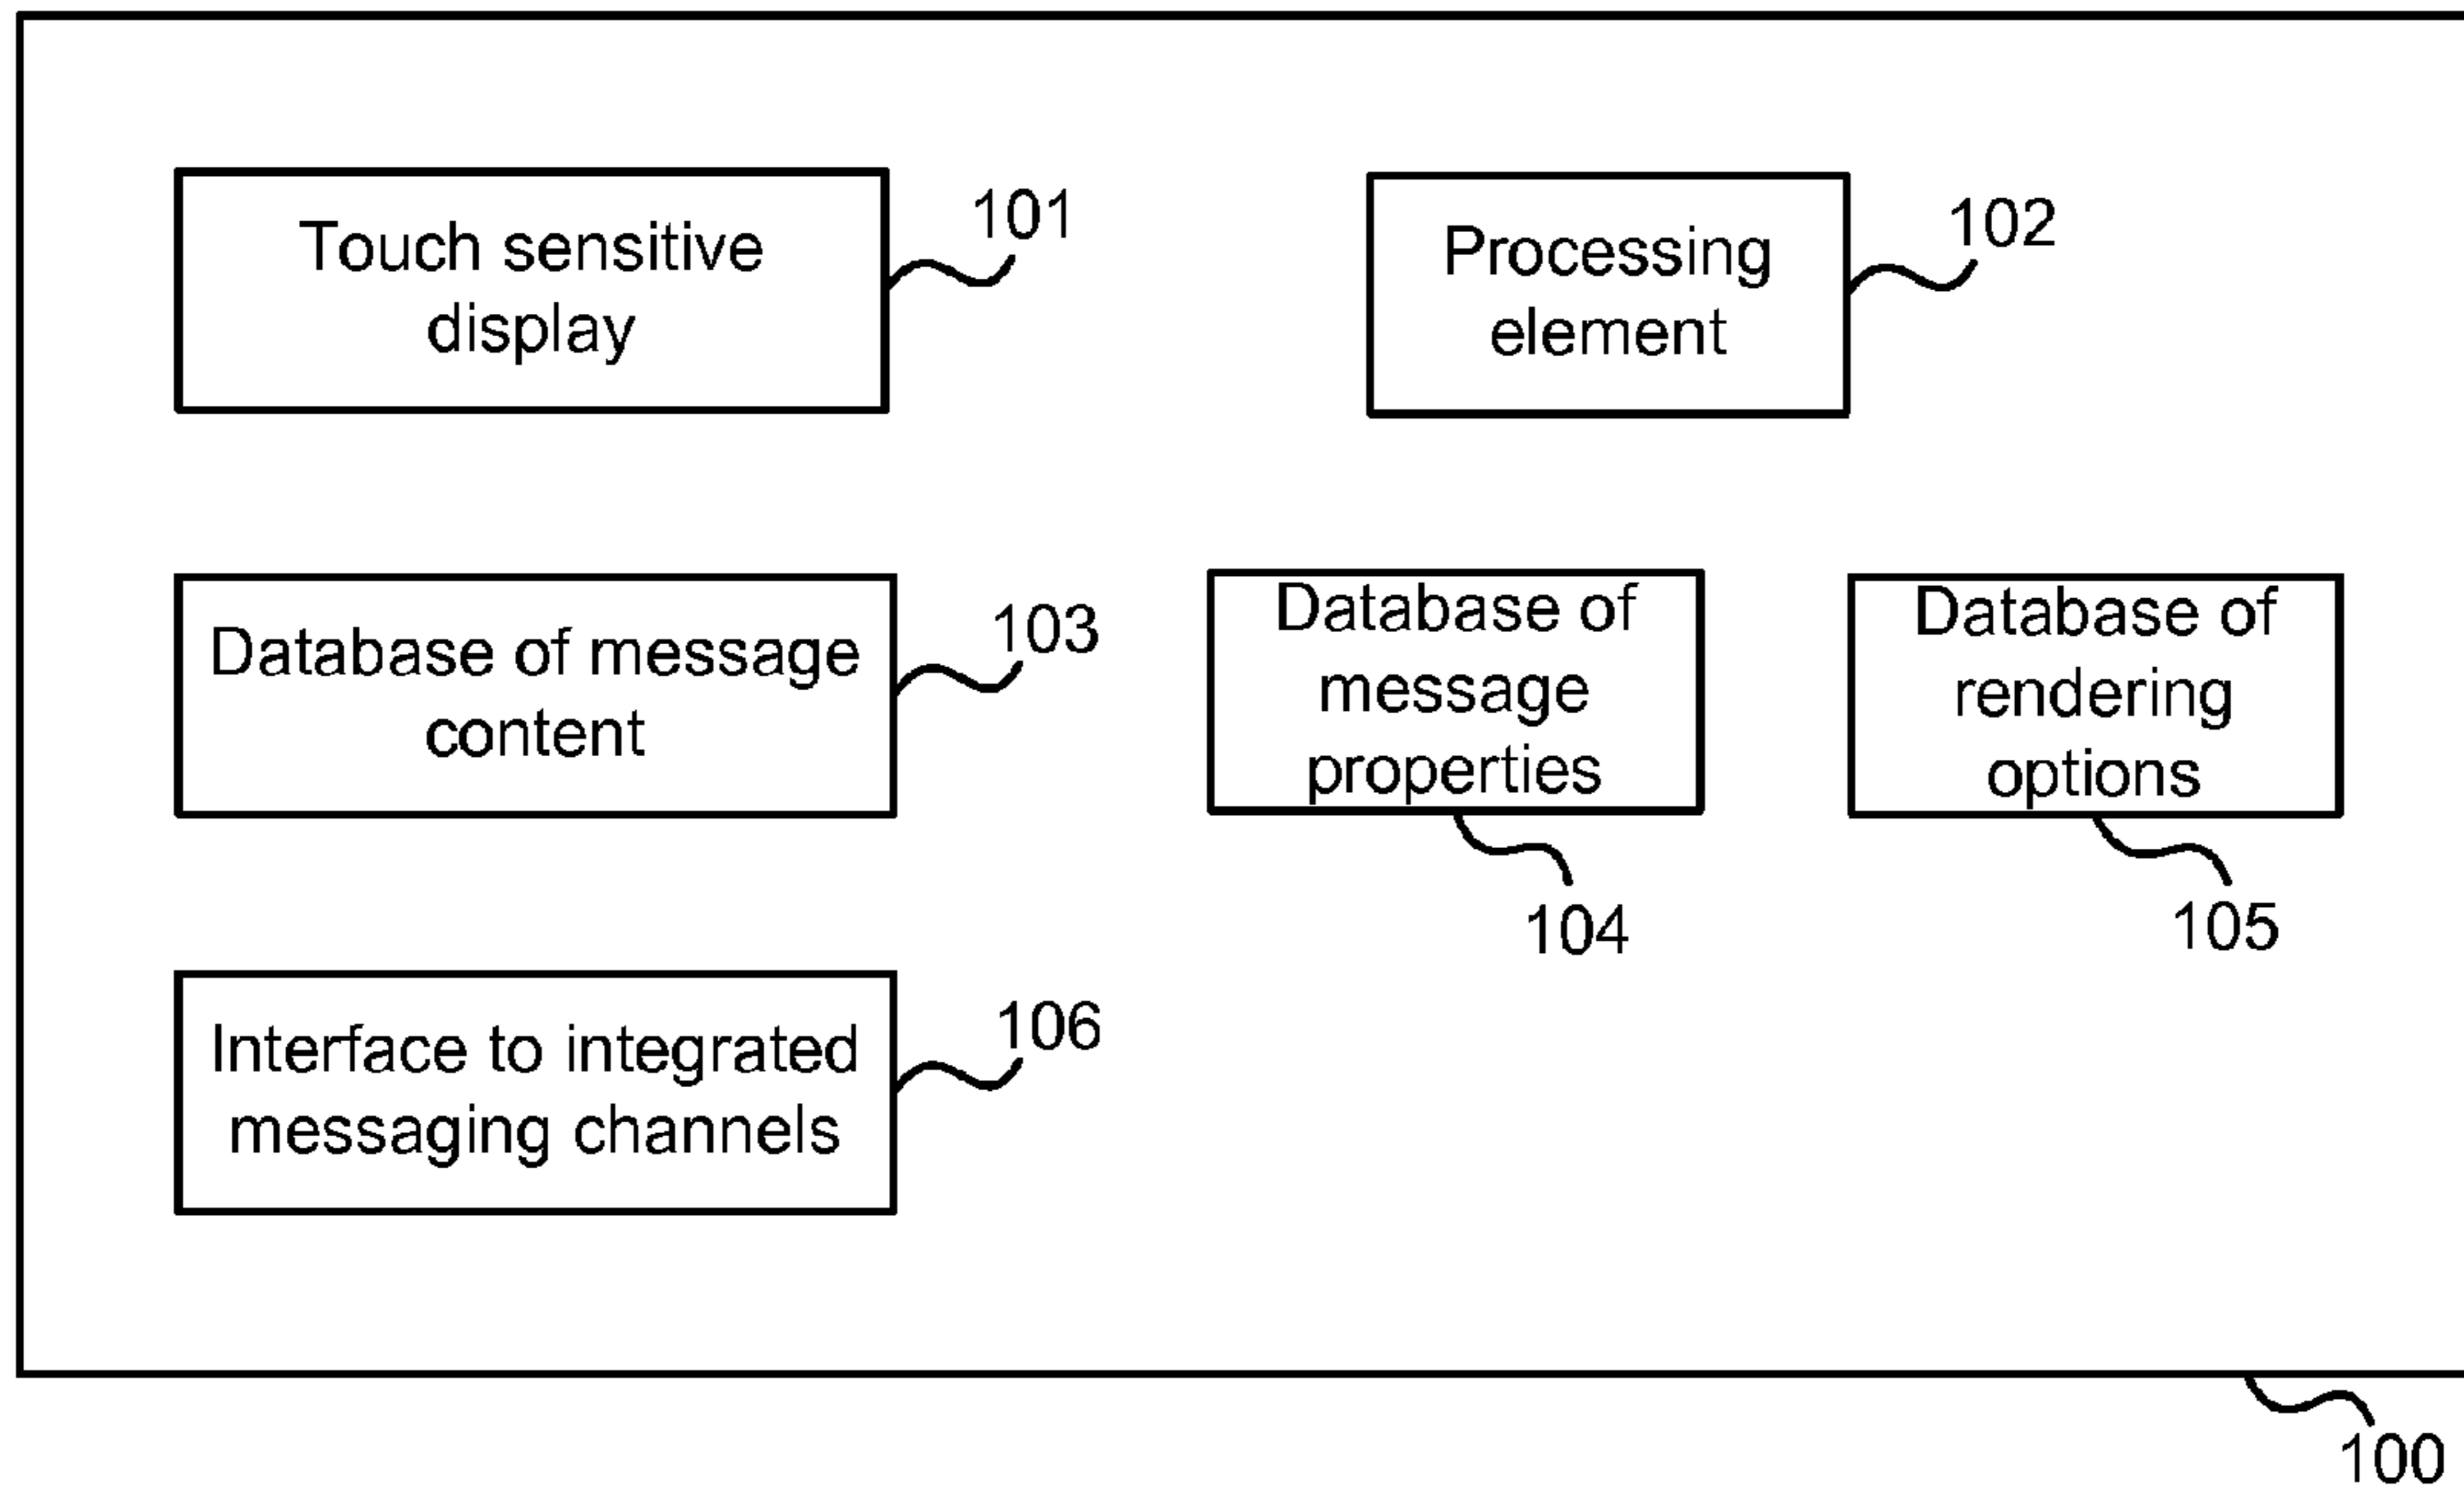 Touch sensitive
display
101
Processing
element
102
Database of message
content
103
Database of
message
properties
104
Database of
rendering
options
105
Interface to integrated
messaging channels
106
100